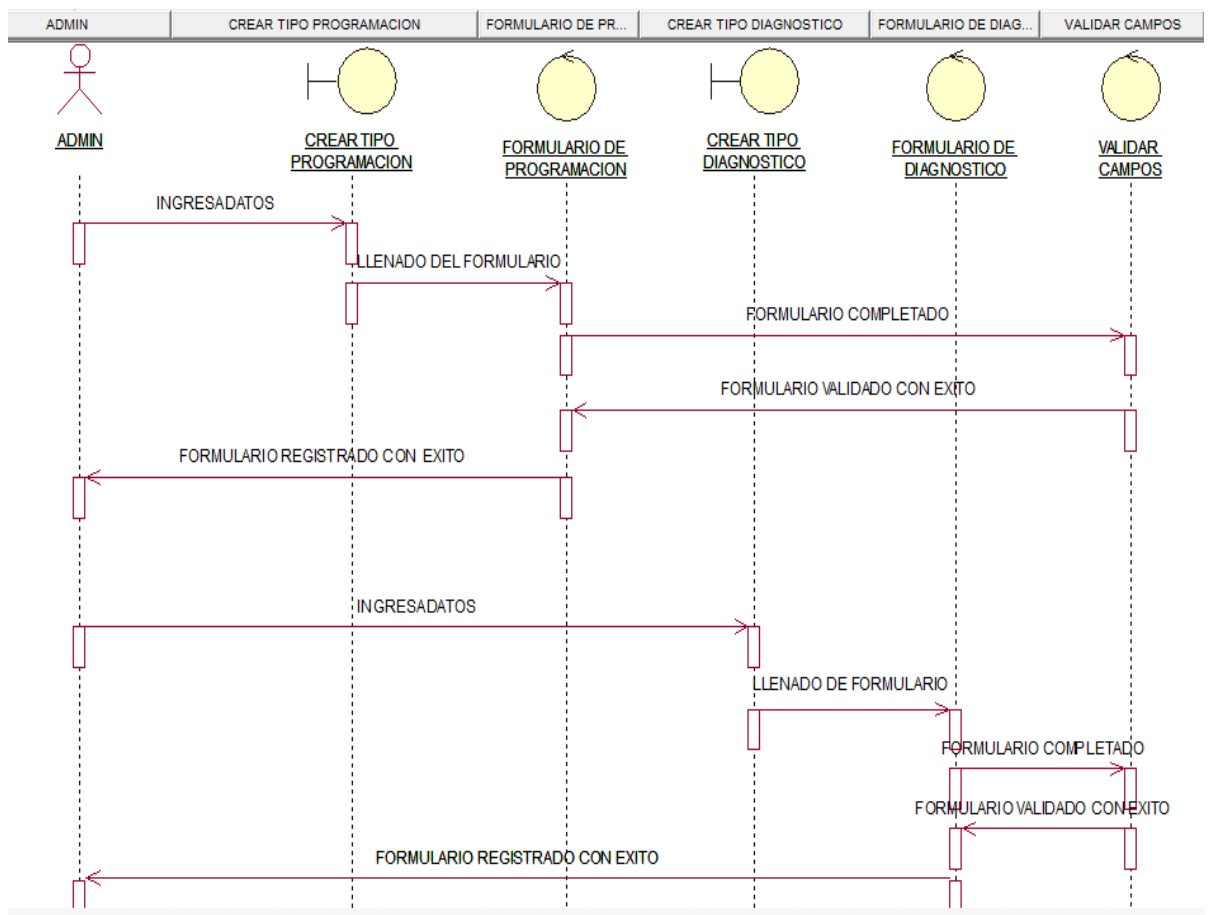 ADMIN
CREAR TIPO PROGRAMACION
FORMULARIO DE PR...
CREAR TIPO DIAGNOSTICO
FORMULARIO DE DIAG...
VALIDAR CAMPOS
ADMIN
CREAR TIPO
PROGRAMACION
FORMULARIO DE
PROGRAMACION
CREAR TIPO
DIAGNOSTICO
FORMULARIO DE
DIAGNOSTICO
VALIDAR
CAMPOS
INGRESADATOS
LLENADO DEL FORMULARIO
FORMULARIO COMPLETADO
FORMULARIO VALIDADO CON EXITO
FORMULARIO REGISTRADO CON EXITO
INGRESADATOS
LLENADO DE FORMULARIO
FORMULARIO COMPLETADO
FORMULARIO VALIDADO CON EXITO
FORMULARIO REGISTRADO CON EXITO